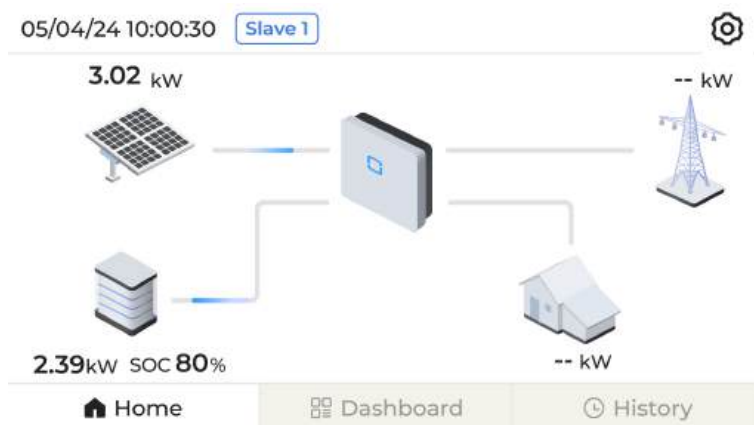 05/04/24 10:00:30 Slave 1
3.02 kW
-- kW
2.39kW SOC 80%
-- kW
Home Dashboard History